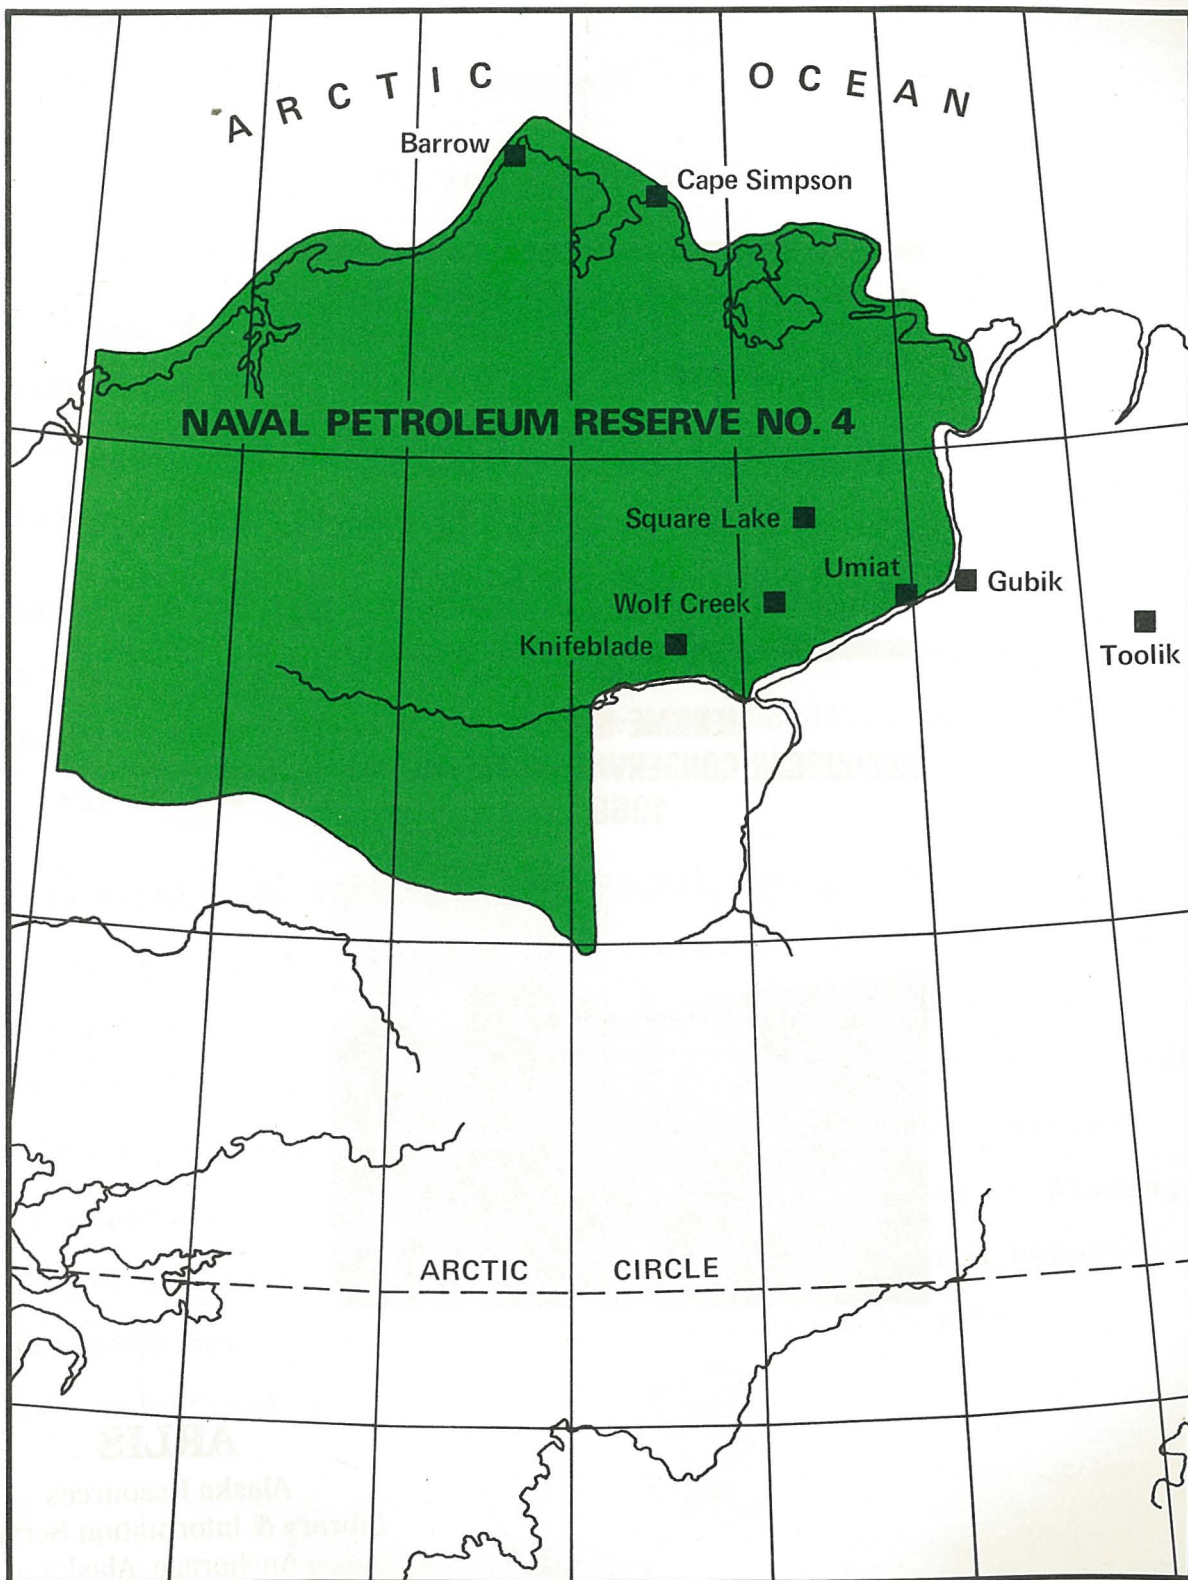 ARCTIC OCEAN
Barrow
Cape Simpson
NAVAL PETROLEUM RESERVE NO. 4
Square Lake
Umiat
Gubik
Wolf Creek
Toolik
Knifeblade
ARCTIC CIRCLE
ARLIS
Alaska Resources
Library & Information Serv
Anchorage, Alaska